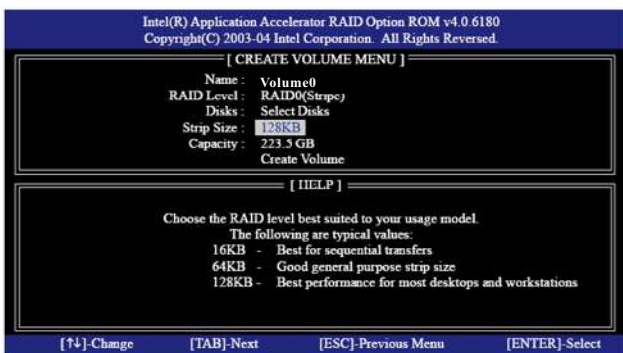 Intel(R) Application Accelerator RAID Option ROM v4.0.6180
Copyright(C) 2003-04 Intel Corporation. All Rights Reversed.
[ CREATE VOLUME MENU ]
Name : Volume0
RAID Level : RAID0(Stripe)
Disks : Select Disks
Strip Size : 128KB
Capacity : 223.5 GB
Create Volume
[ HELP ]
Choose the RAID level best suited to your usage model.
The following are typical values:
16KB - Best for sequential transfers
64KB - Good general purpose strip size
128KB - Best performance for most desktops and workstations
[↑↓]-Change [TAB]-Next [ESC]-Previous Menu [ENTER]-Select